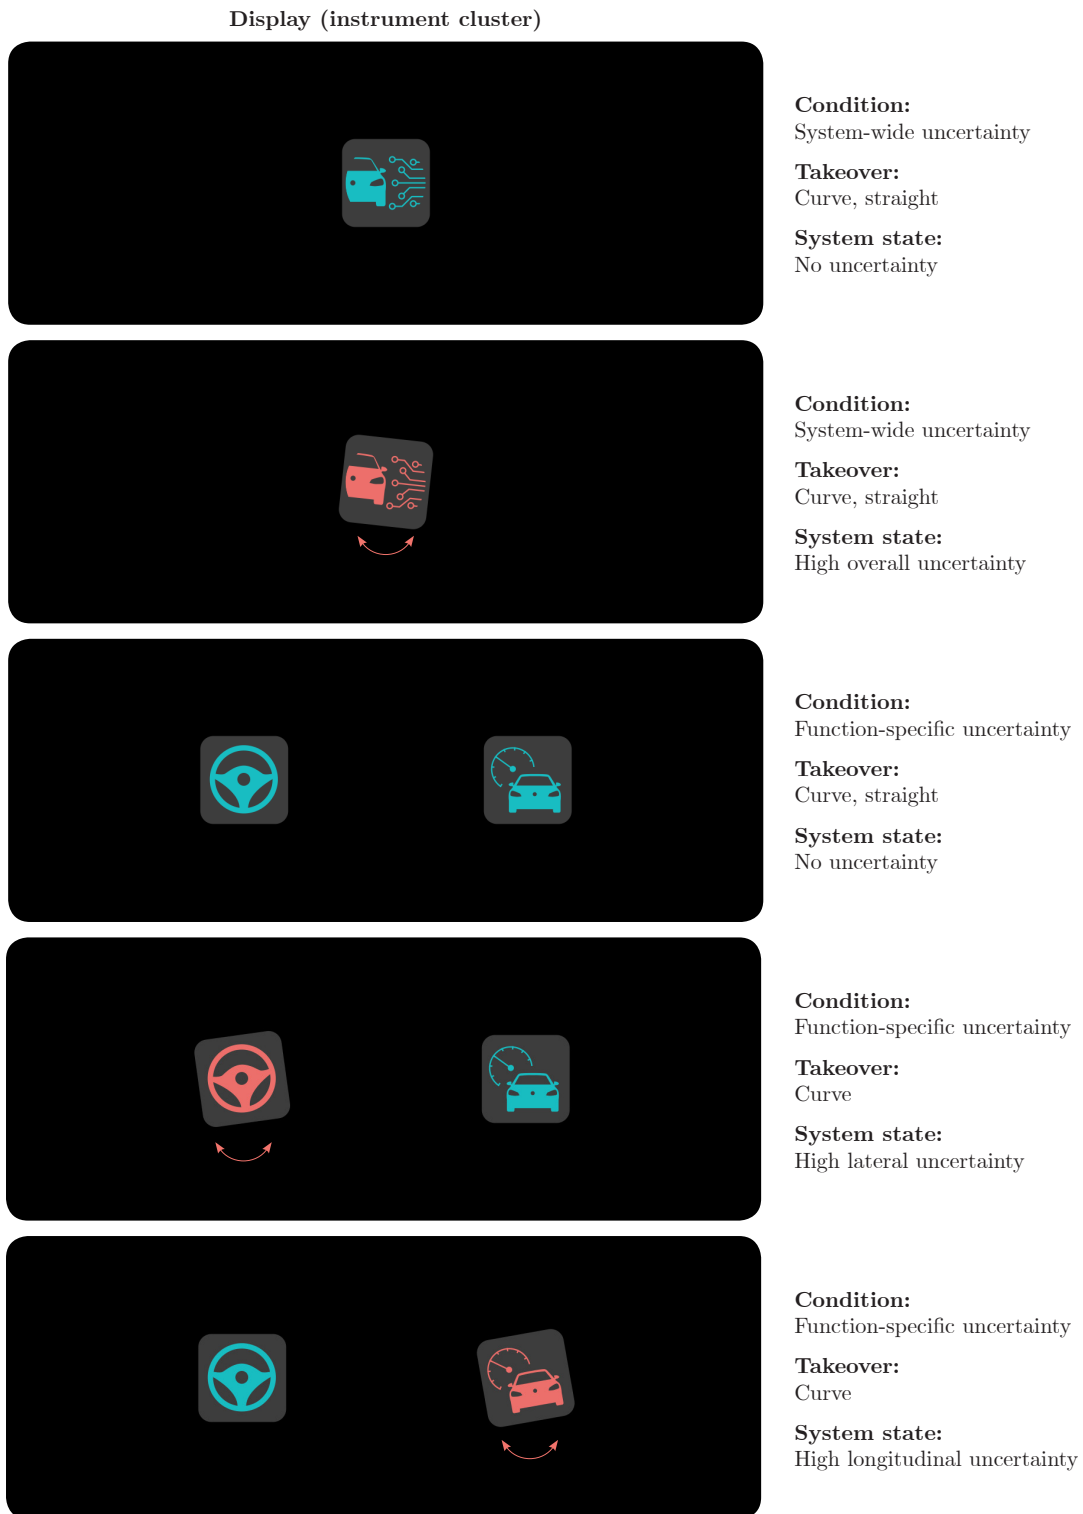 Display (instrument cluster)
Condition:
System-wide uncertainty
Takeover:
Curve, straight
System state:
No uncertainty
Condition:
System-wide uncertainty
Takeover:
Curve, straight
System state:
High overall uncertainty
Condition:
Function-specific uncertainty
Takeover:
Curve, straight
System state:
No uncertainty
Condition:
Function-specific uncertainty
Takeover:
Curve
System state:
High lateral uncertainty
Condition:
Function-specific uncertainty
Takeover:
Curve
System state:
High longitudinal uncertainty